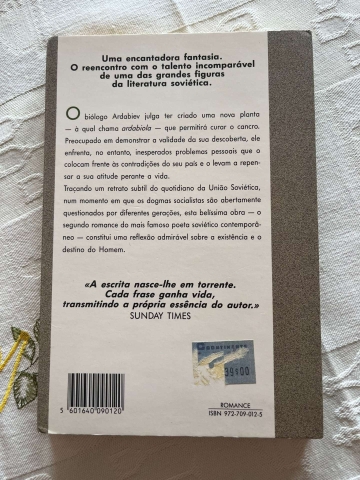 Uma encantadora fantasia.
O reencontro com o talento incomparável
de uma das grandes figuras
da literatura soviética.
O biólogo Ardabiev julga ter criado uma nova planta
— à qual chama ardabiola — que permitirá curar o cancro.
Preocupado em demonstrar a validade da sua descoberta, ele
enfrenta, no entanto, inesperados problemas pessoais que o
colocam frente às contradições do seu país e o levam a repen-
sar a sua atitude perante a vida.
Traçando um retrato subtil do quotidiano da União Soviética,
num momento em que os dogmas socialistas são abertamente
questionados por diferentes gerações, esta belíssima obra — o
segundo romance do mais famoso poeta soviético contemporâ-
neo — constitui uma reflexão admirável sobre a existência e o
destino do Homem.
«A escrita nasce-lhe em torrente.
Cada frase ganha vida,
transmitindo a própria essência do autor.»
SUNDAY TIMES
CONTINENTE
99400
5 601640 090120
ROMANCE
ISBN 972-709-012-5